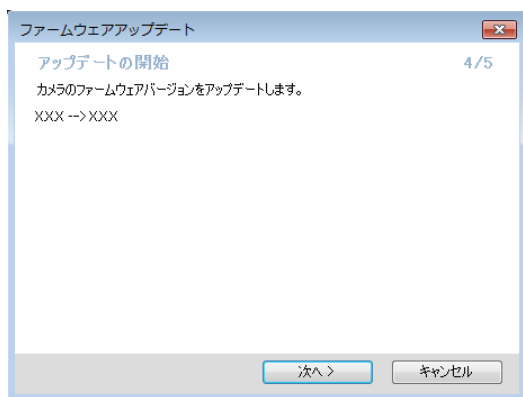 ファームウェアアップデート
アップデートの開始 4/5
カメラのファームウェアバージョンをアップデートします。
XXX -->XXX
次へ > キャンセル